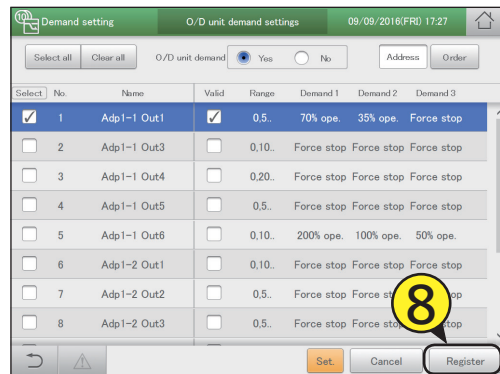 Demand setting O/D unit demand settings 09/09/2016(FRI) 17:27
Select all Clear all O/D unit demand Yes No Address Order
Select No. Name Valid Range Demand 1 Demand 2 Demand 3
1 Adp1-1 Out1 0,5.. 70% ope. 35% ope. Force stop
2 Adp1-1 Out3 0,10.. Force stop Force stop Force stop
3 Adp1-1 Out4 0,20.. Force stop Force stop Force stop
4 Adp1-1 Out5 0,5.. Force stop Force stop Force stop
5 Adp1-1 Out6 0,10.. 200% ope. 100% ope. 50% ope.
6 Adp1-2 Out1 0,10.. Force stop Force stop Force stop
7 Adp1-2 Out2 0,5.. Force stop Force
8 Adp1-2 Out3 0,5.. Force stop Force stop
8
Set. Cancel Register